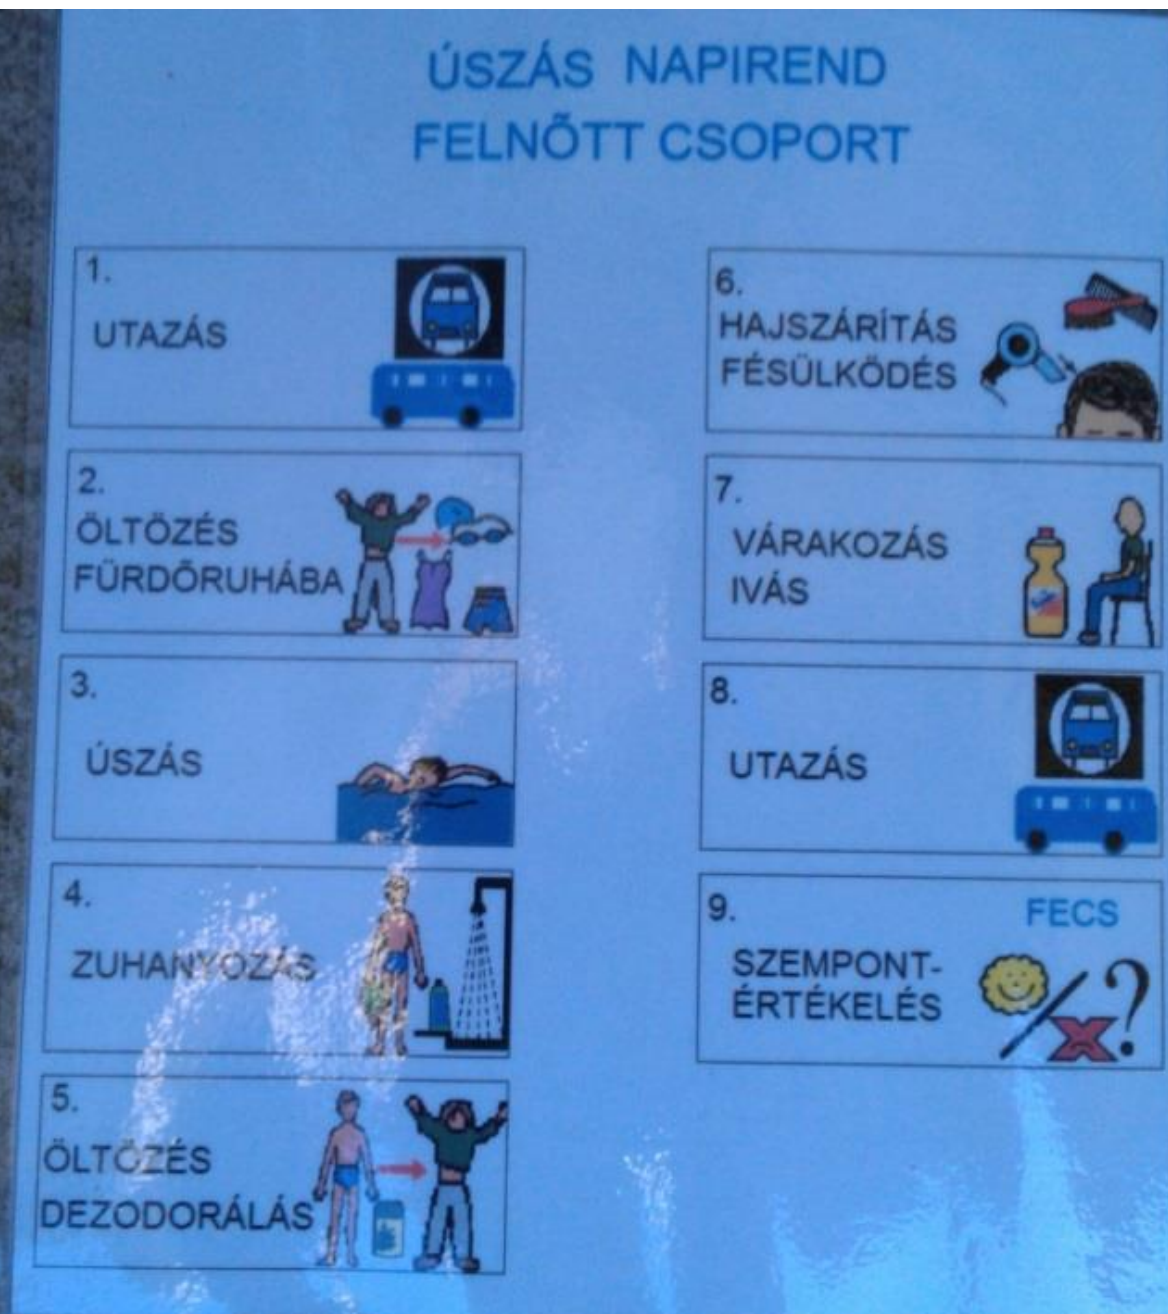 ÚSZÁS NAPIREND
FELNŐTT CSOPORT
1.
UTAZÁS
2.
ÖLTÖZÉS
FÜRDŐRUHÁBA
3.
ÚSZÁS
4.
ZUHANYOZÁS
5.
ÖLTÖZÉS
DEZODORÁLÁS
6.
HAJSZÁRÍTÁS
FÉSÜLKÖDÉS
7.
VÁRAKOZÁS
IVÁS
8.
UTAZÁS
9.
FECS
SZEMPONT-
ÉRTÉKELÉS
?